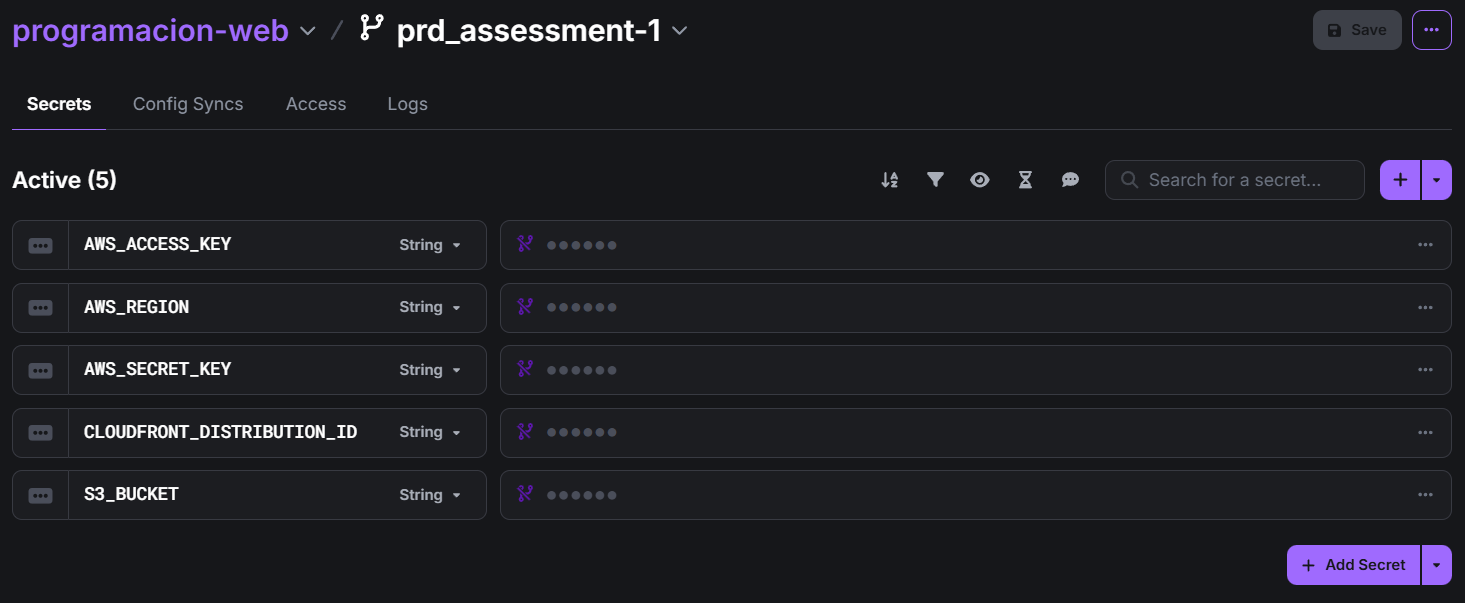 programacion-web / prd_assessment-1 Save
Secrets Config Syncs Access Logs
Active (5) Search for a secret...
AWS_ACCESS_KEY String
AWS_REGION String
AWS_SECRET_KEY String
CLOUDFRONT_DISTRIBUTION_ID String
S3_BUCKET String
Add Secret